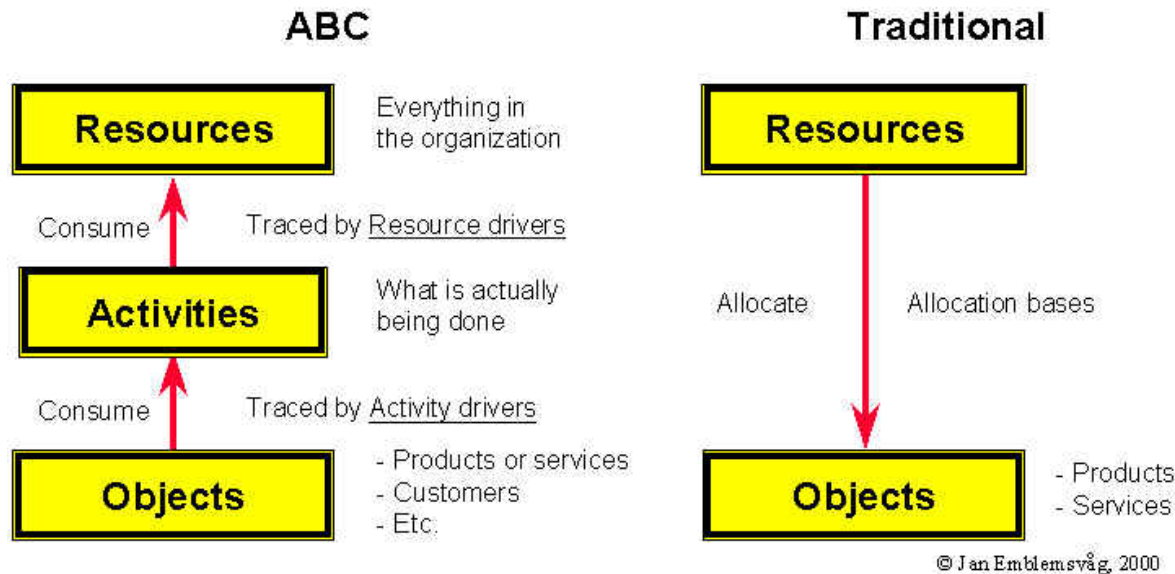 ABC
Resources
Everything in
the organization
Consume
Traced by Resource drivers
Activities
What is actually
being done
Consume
Traced by Activity drivers
Objects
- Products or services
- Customers
- Etc.
Traditional
Resources
Allocate
Allocation bases
Objects
- Products
- Services
© Jan Emblemsvåg, 2000